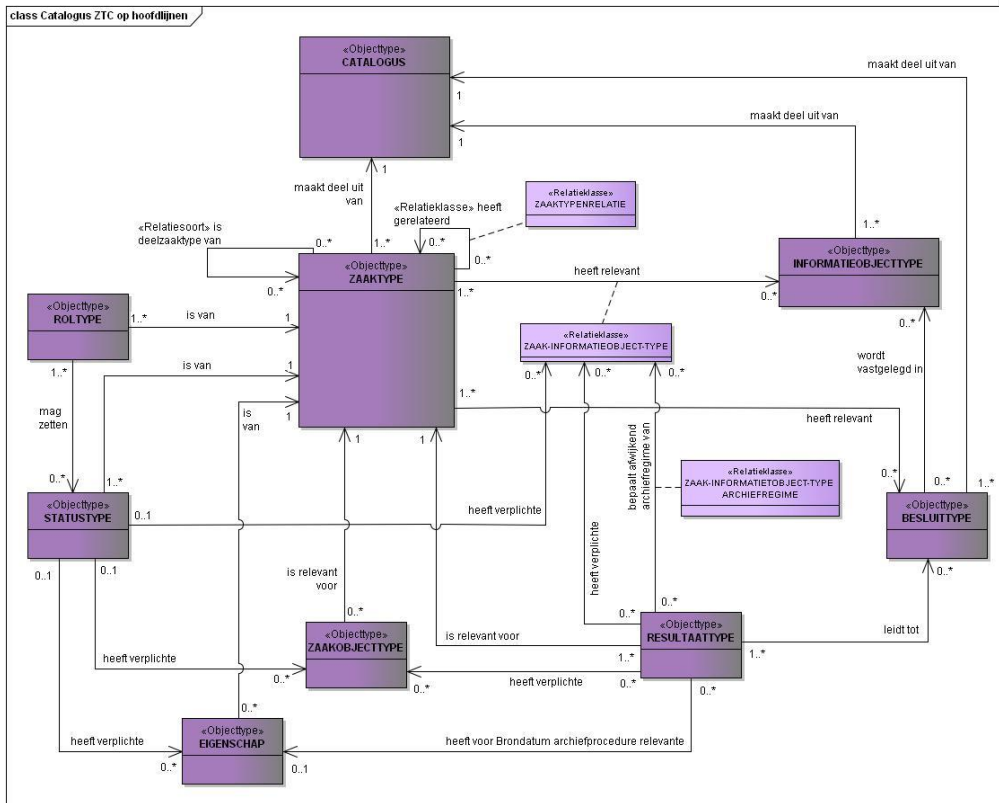 class Catalogus ZTC op hoofdlijnen
«Objecttype»
CATALOGUS
maakt deel uit van
1
maakt deel uit van
1
1
maakt deel uit
van
«Relatieklasse»
ZAAKTYPENRELATIE
«Relatieklasse» heeft
gerelateerd
«Relatiesoort» is
deelzaaktype van
0..*
1..*
0..*
0..*
1..*
«Objecttype»
ZAAKTYPE
«Objecttype»
INFORMATIEOBJECTTYPE
heeft relevant
0..*
1..*
0..*
«Objecttype»
ROLTYPE
1..*
is van
1
0..*
«Relatieklasse»
ZAAK-INFORMATIEOBJECT-TYPE
1..*
is van
1
0..*
0..*
0..*
wordt
vastgelegd in
mag
zetten
is
van
1
1..*
heeft relevant
1
1
bepaalt afwijkend
archiefregime van
«Relatieklasse»
ZAAK-INFORMATIETOBJECT-TYPE
ARCHIEFREGIME
0..*
1..*
0..*
0..*
1..*
«Objecttype»
STATUSTYPE
0..1
heeft verplichte
«Objecttype»
BESLUITTYPE
0..1
0..1
heeft verplichte
is relevant
voor
0..*
0..*
0..*
0..*
«Objecttype»
ZAAKOBJECTTYPE
is relevant voor
«Objecttype»
RESULTAATTYPE
leidt tot
1..*
1..*
heeft verplichte
0..*
0..*
heeft verplichte
0..*
0..*
0..*
«Objecttype»
EIGENSCHAP
heeft verplichte
0..*
heeft voor Brondatum archiefprocedure relevante
0..1